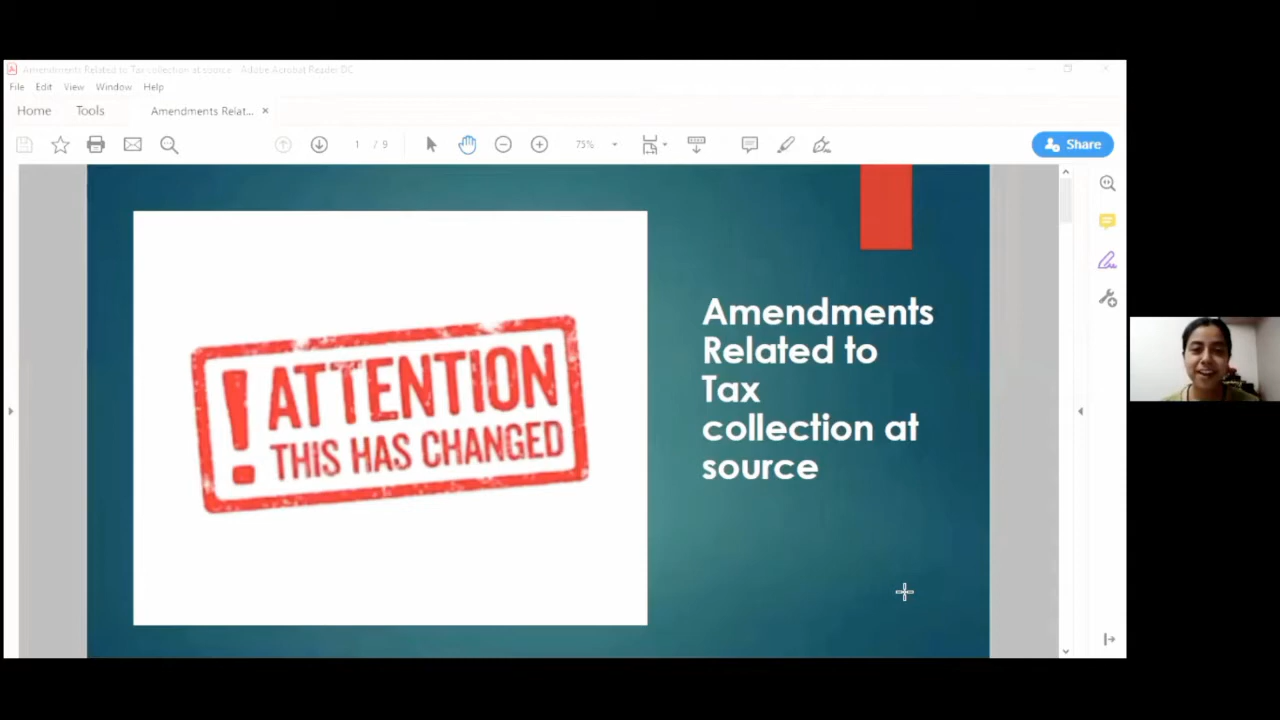 Amendments Related to Tax collection at source - Adobe Acrobat Reader DC
File Edit View Window Help
Home Tools Amendments Relat... ×
1 / 9 75% Share
! ATTENTION
THIS HAS CHANGED
Amendments
Related to
Tax
collection at
source